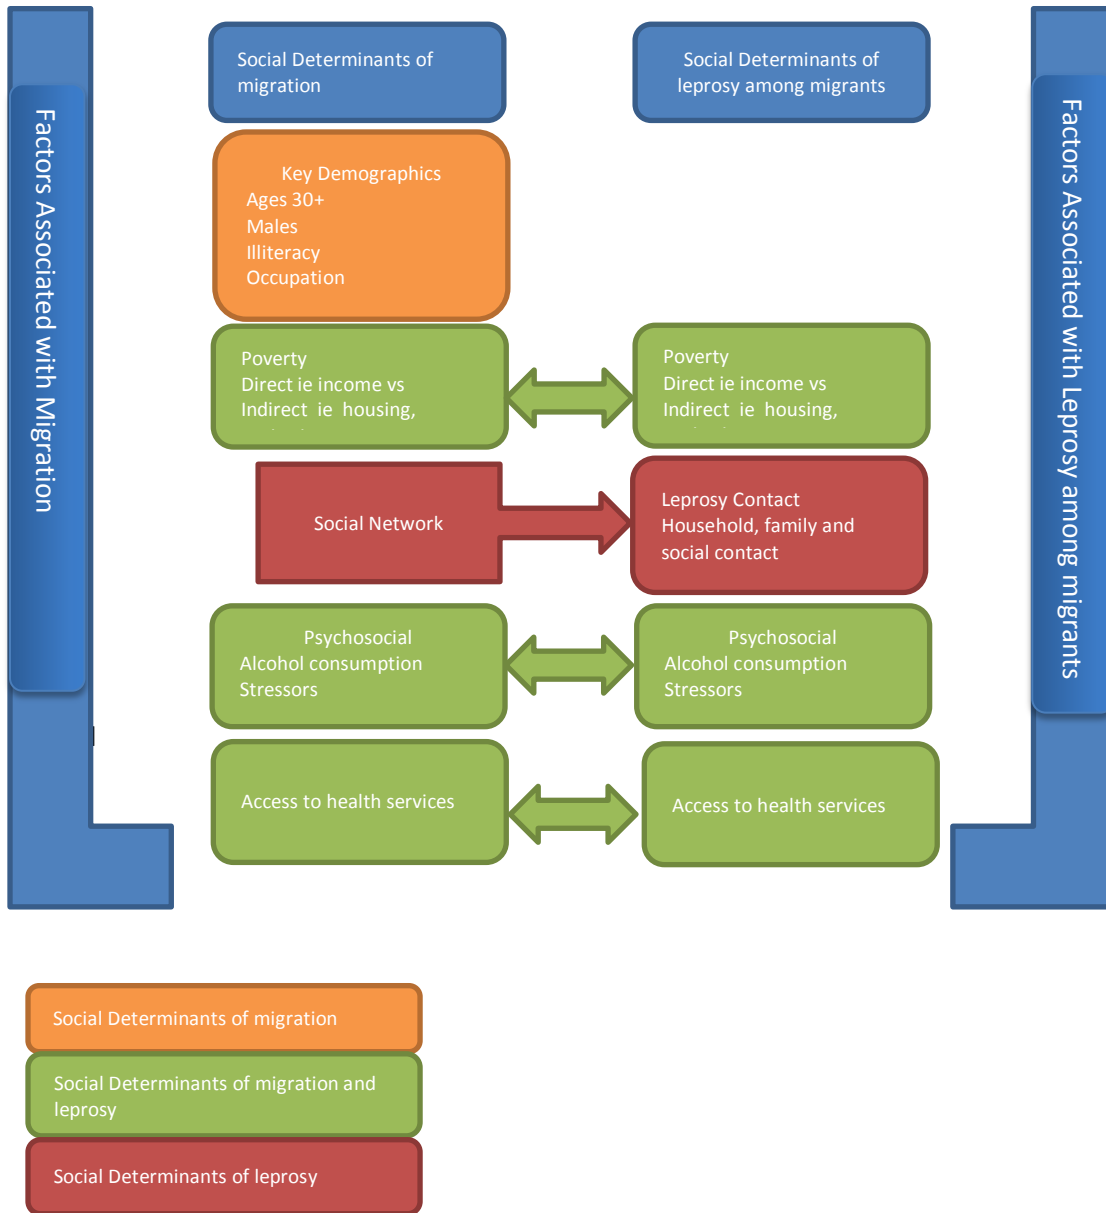 Factors Associated with Migration
Social Determinants of
migration
Social Determinants of
leprosy among migrants
Factors Associated with Leprosy among migrants
Key Demographics
Ages 30+
Males
Illiteracy
Occupation
Poverty
Direct ie income vs
Indirect ie housing,
Poverty
Direct ie income vs
Indirect ie housing,
Social Network
Leprosy Contact
Household, family and
social contact
Psychosocial
Alcohol consumption
Stressors
Psychosocial
Alcohol consumption
Stressors
Access to health services
Access to health services
Social Determinants of migration
Social Determinants of migration and
leprosy
Social Determinants of leprosy